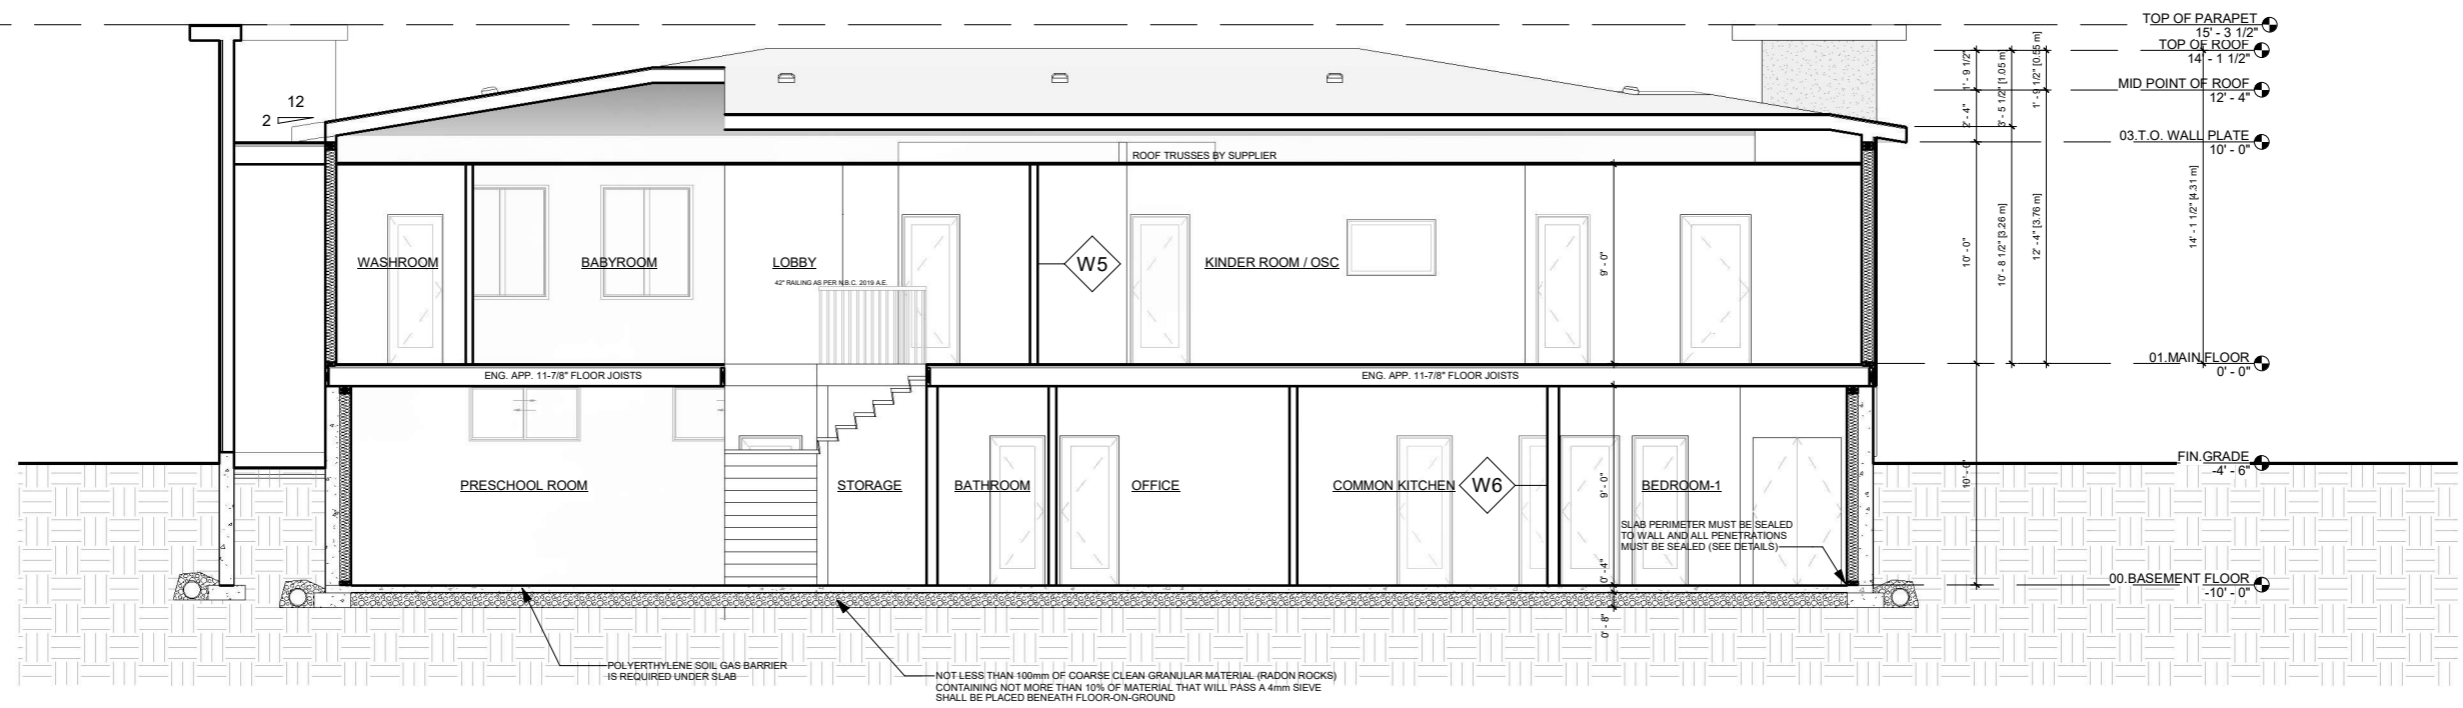 TOP OF PARAPET
15' - 3 1/2"
TOP OF ROOF
14' - 1 1/2"
MID POINT OF ROOF
12' - 4"
03.T.O. WALL PLATE
10' - 0"
01.MAIN FLOOR
0' - 0"
FIN.GRADE
-4' - 6"
00.BASEMENT FLOOR
-10' - 0"
1' - 9 1/2"
2' - 4"
3' - 5 1/2" [1.05 m]
1' - 9 1/2" [0.55 m]
10' - 0"
10' - 8 1/2" [3.26 m]
12' - 4" [3.76 m]
14' - 1 1/2" [4.31 m]
10' - 0"
12
2
ROOF TRUSSES BY SUPPLIER
WASHROOM
BABYROOM
LOBBY
42" RAILING AS PER N.B.C. 2019 A.E.
W5
KINDER ROOM / OSC
9' - 0"
ENG. APP. 11-7/8" FLOOR JOISTS
ENG. APP. 11-7/8" FLOOR JOISTS
PRESCHOOL ROOM
STORAGE
BATHROOM
OFFICE
COMMON KITCHEN
W6
9' - 0"
BEDROOM-1
SLAB PERIMETER MUST BE SEALED
TO WALL AND ALL PENETRATIONS
MUST BE SEALED (SEE DETAILS)
0' - 4"
0' - 8"
POLYERTHYLENE SOIL GAS BARRIER
IS REQUIRED UNDER SLAB
NOT LESS THAN 100mm OF COARSE CLEAN GRANULAR MATERIAL (RADON ROCKS)
CONTAINING NOT MORE THAN 10% OF MATERIAL THAT WILL PASS A 4mm SIEVE
SHALL BE PLACED BENEATH FLOOR-ON-GROUND